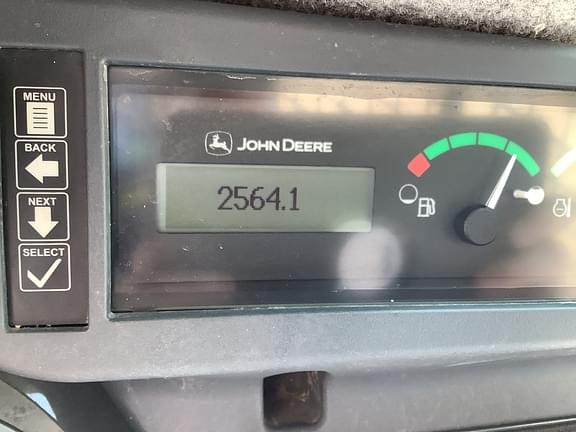 MENU
BACK
NEXT
SELECT
JOHN DEERE
2564.1